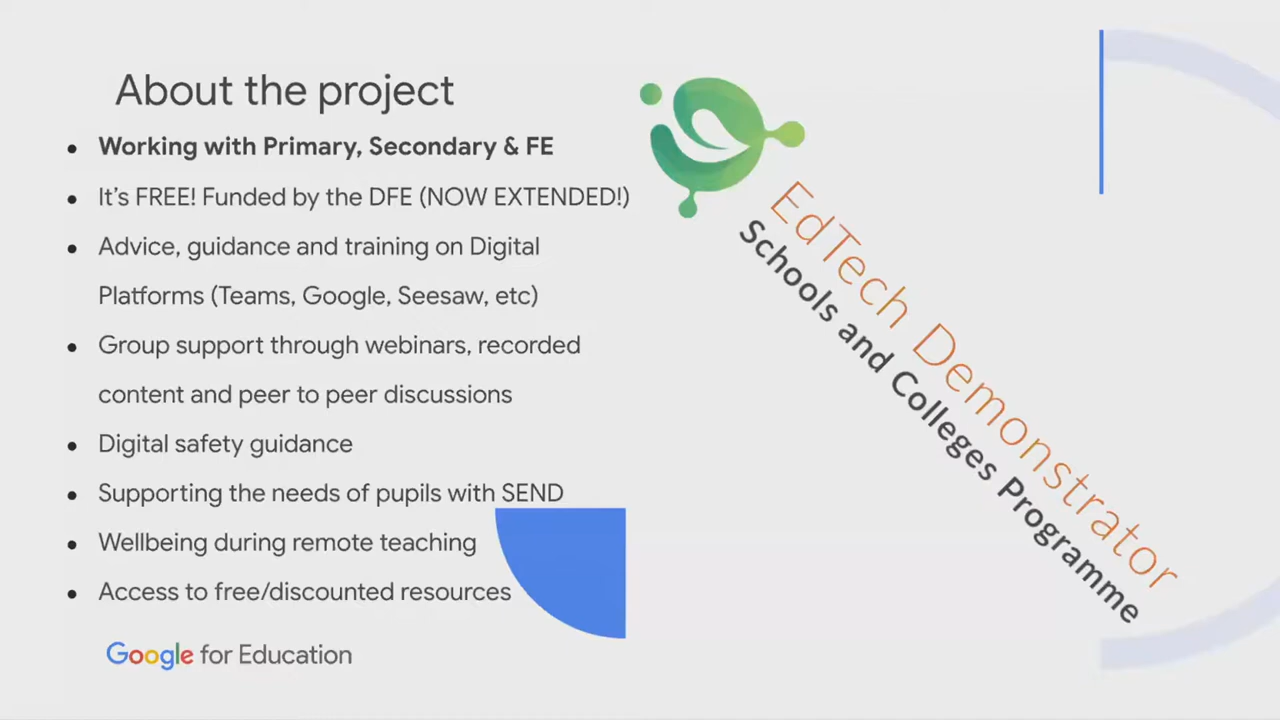 About the project
• Working with Primary, Secondary & FE
• It's FREE! Funded by the DFE (NOW EXTENDED!)
• Advice, guidance and training on Digital
Platforms (Teams, Google, Seesaw, etc)
• Group support through webinars, recorded
content and peer to peer discussions
• Digital safety guidance
• Supporting the needs of pupils with SEND
• Wellbeing during remote teaching
• Access to free/discounted resources
Google for Education
EdTech Demonstrator
Schools and Colleges Programme